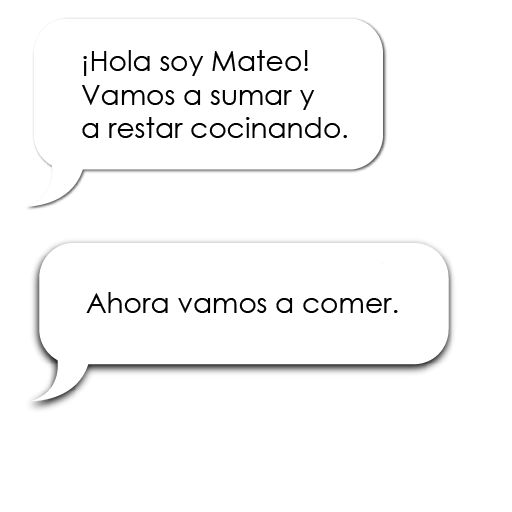 ¡Hola soy Mateo!
Vamos a sumar y
a restar cocinando.
Ahora vamos a comer.